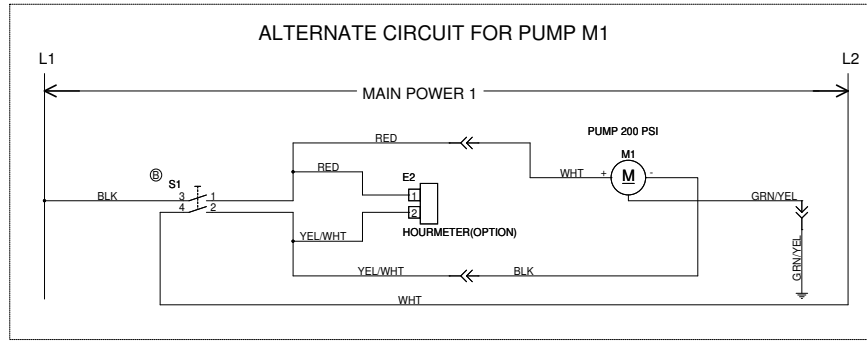 ALTERNATE CIRCUIT FOR PUMP M1
L1
L2
MAIN POWER 1
RED
PUMP 200 PSI
M1
RED
B
S1
E2
WHT
+
M
-
BLK
3
1
1
GRN/YEL
4
2
2
HOURMETER(OPTION)
YEL/WHT
GRN/YEL
YEL/WHT
BLK
WHT